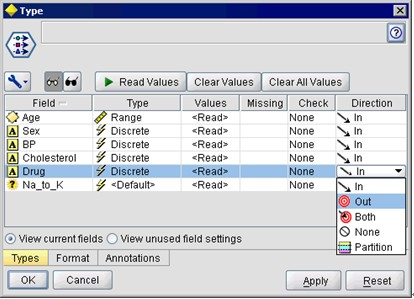 Type
?
Read Values Clear Values Clear All Values
Field Type Values Missing Check Direction
Age Range <Read> None In
A Sex Discrete <Read> None In
A BP Discrete <Read> None In
A Cholesterol Discrete <Read> None In
A Drug Discrete <Read> None In
? Na_to_K <Default> <Read> None
In
Out
Both
None
Partition
View current fields View unused field settings
Types Format Annotations
OK Cancel Apply Reset